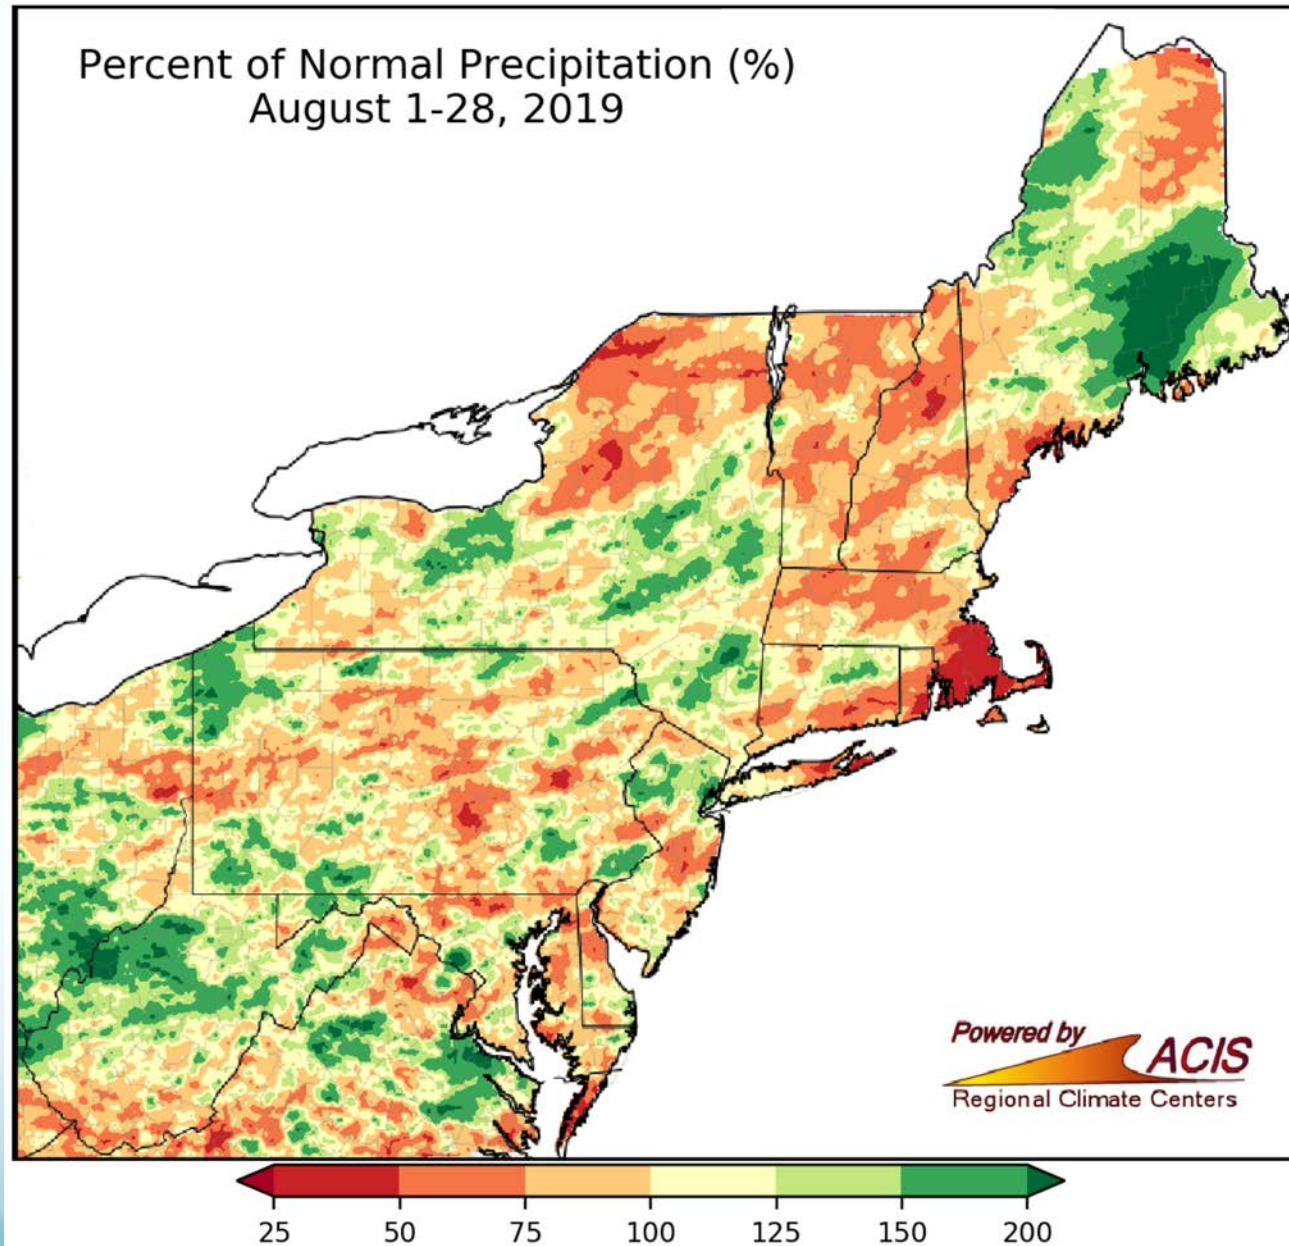 Percent of Normal Precipitation (%)
August 1-28, 2019
Powered by
ACIS
Regional Climate Centers
25 50 75 100 125 150 200